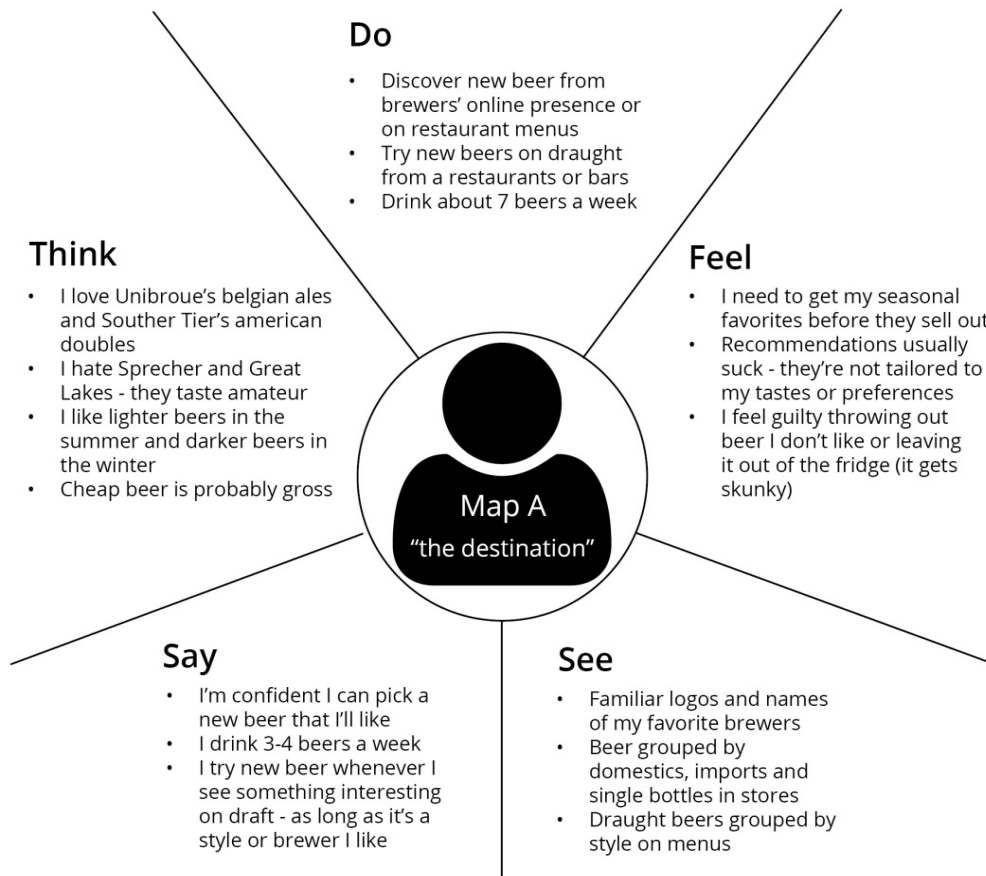 Do
• Discover new beer from
brewers’ online presence or
on restaurant menus
• Try new beers on draught
from a restaurants or bars
• Drink about 7 beers a week
Think
• I love Unibroue’s belgian ales
and Souther Tier’s american
doubles
• I hate Sprecher and Great
Lakes - they taste amateur
• I like lighter beers in the
summer and darker beers in
the winter
• Cheap beer is probably gross
Feel
• I need to get my seasonal
favorites before they sell out
• Recommendations usually
suck - they’re not tailored to
my tastes or preferences
• I feel guilty throwing out
beer I don’t like or leaving
it out of the fridge (it gets
skunky)
Map A
“the destination”
Say
• I’m confident I can pick a
new beer that I’ll like
• I drink 3-4 beers a week
• I try new beer whenever I
see something interesting
on draft - as long as it’s a
style or brewer I like
See
• Familiar logos and names
of my favorite brewers
• Beer grouped by
domestics, imports and
single bottles in stores
• Draught beers grouped by
style on menus